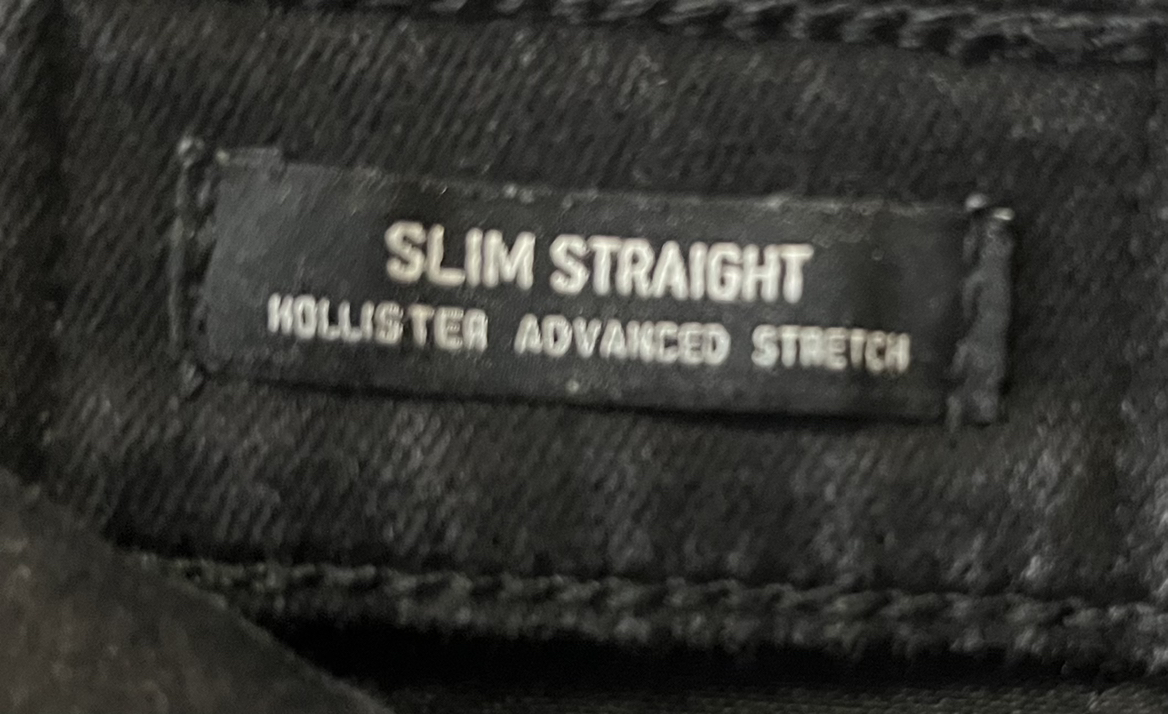 SLIM STRAIGHT
HOLLISTER ADVANCED STRETCH